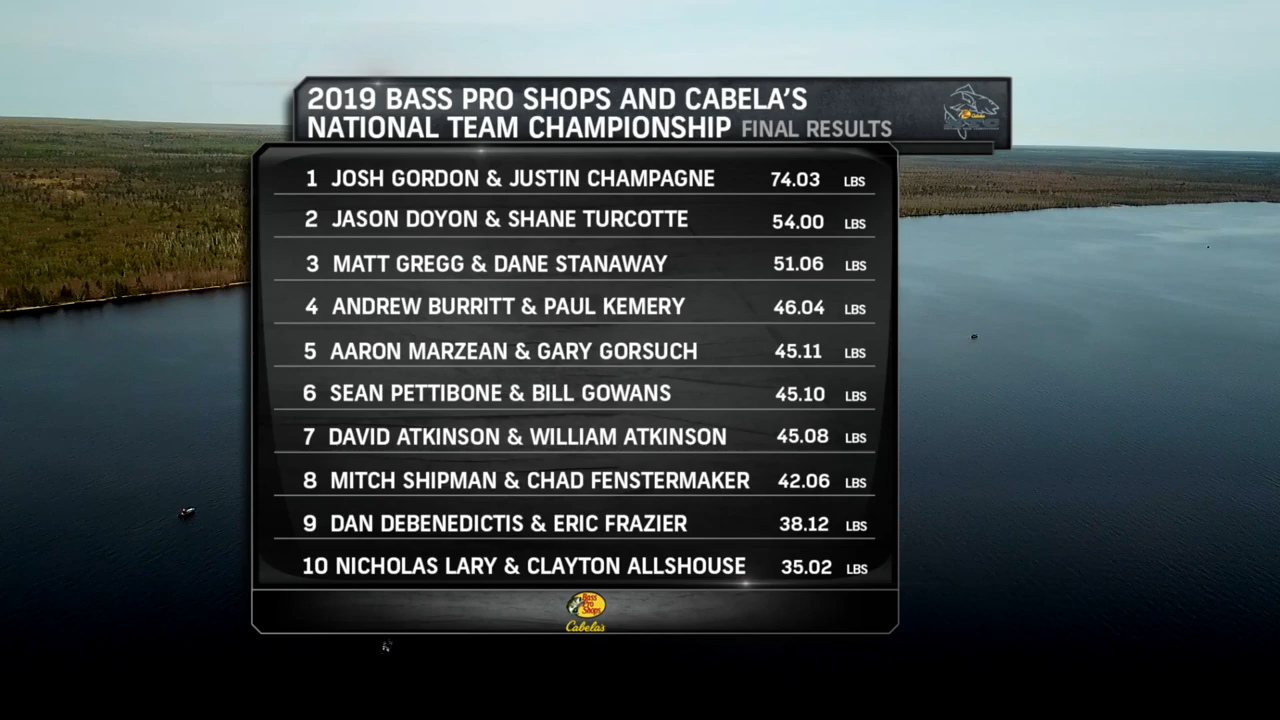 2019 BASS PRO SHOPS AND CABELA'S
NATIONAL TEAM CHAMPIONSHIP FINAL RESULTS
1 JOSH GORDON & JUSTIN CHAMPAGNE 74.03 LBS
2 JASON DOYON & SHANE TURCOTTE 54.00 LBS
3 MATT GREGG & DANE STANAWAY 51.06 LBS
4 ANDREW BURRITT & PAUL KEMERY 46.04 LBS
5 AARON MARZEAN & GARY GORSUCH 45.11 LBS
6 SEAN PETTIBONE & BILL GOWANS 45.10 LBS
7 DAVID ATKINSON & WILLIAM ATKINSON 45.08 LBS
8 MITCH SHIPMAN & CHAD FENSTERMAKER 42.06 LBS
9 DAN DEBENEDICTIS & ERIC FRAZIER 38.12 LBS
10 NICHOLAS LARY & CLAYTON ALLSHOUSE 35.02 LBS
Bass
Pro
Shops
Cabela's